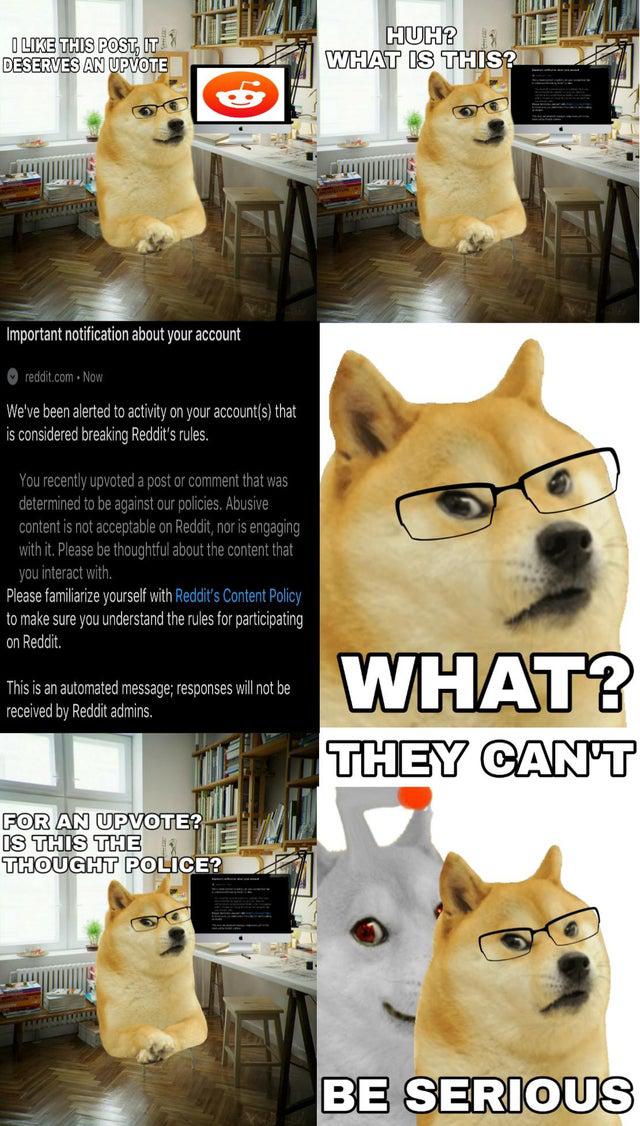 I LIKE THIS POST, IT
DESERVES AN UPVOTE
HUH?
WHAT IS THIS?
Important notification about your account
reddit.com • Now
We've been alerted to activity on your account(s) that
is considered breaking Reddit's rules.
You recently upvoted a post or comment that was
determined to be against our policies. Abusive
content is not acceptable on Reddit, nor is engaging
with it. Please be thoughtful about the content that
you interact with.
Please familiarize yourself with Reddit's Content Policy
to make sure you understand the rules for participating
on Reddit.
This is an automated message; responses will not be
received by Reddit admins.
WHAT?
FOR AN UPVOTE?
IS THIS THE
THOUGHT POLICE?
THEY CAN'T
BE SERIOUS